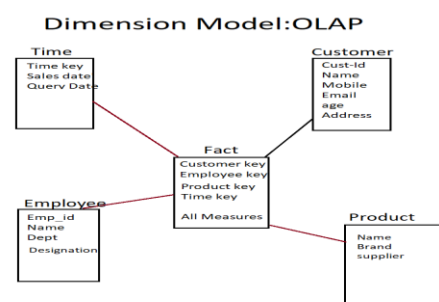 Dimension Model:OLAP
Time
Time key
Sales date
Query Date
Customer
Cust-Id
Name
Mobile
Email
age
Address
Fact
Customer key
Employee key
Product key
Time key
All Measures
Employee
Emp_id
Name
Dept
Designation
Product
Name
Brand
supplier